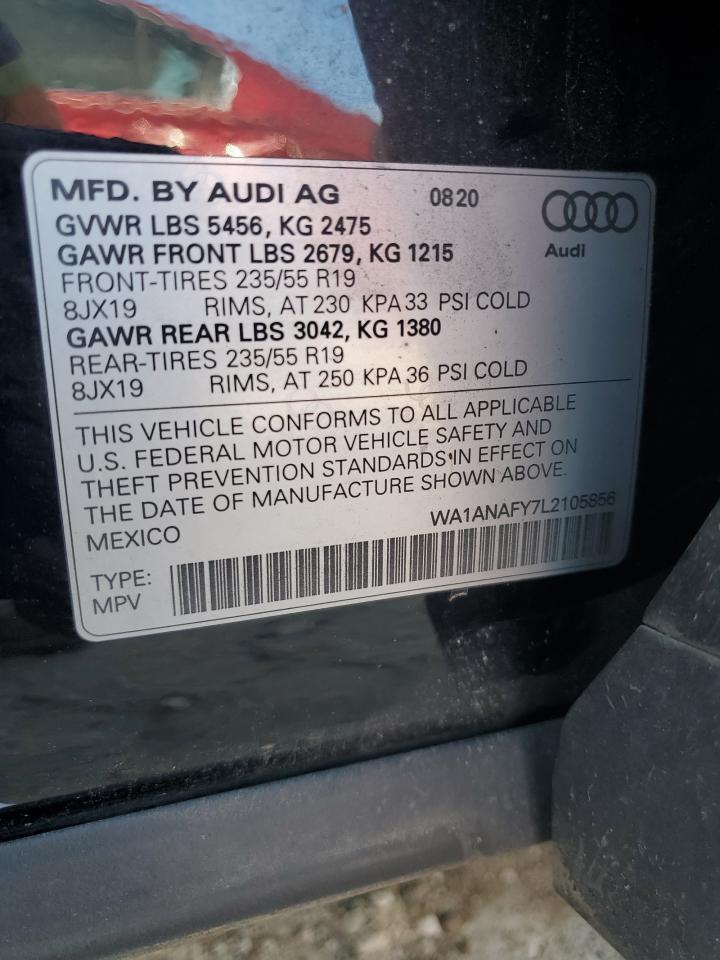 MFD. BY AUDI AG 0820
GVWR LBS 5456, KG 2475
GAWR FRONT LBS 2679, KG 1215
Audi
FRONT-TIRES 235/55 R19
8JX19 RIMS, AT 230 KPA 33 PSI COLD
GAWR REAR LBS 3042, KG 1380
REAR-TIRES 235/55 R19
8JX19 RIMS, AT 250 KPA 36 PSI COLD
THIS VEHICLE CONFORMS TO ALL APPLICABLE
U.S. FEDERAL MOTOR VEHICLE SAFETY AND
THEFT PREVENTION STANDARDS IN EFFECT ON
THE DATE OF MANUFACTURE SHOWN ABOVE.
MEXICO WA1ANAFY7L2105856
TYPE:
MPV